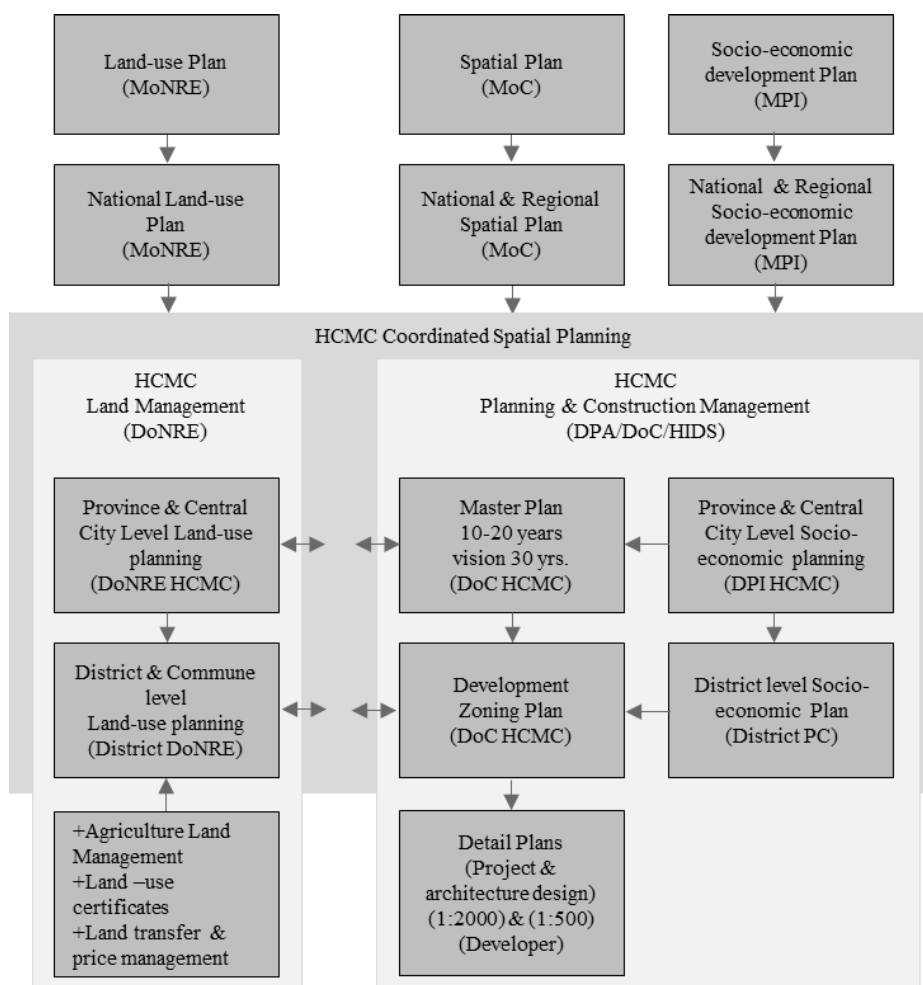 Land-use Plan
(MoNRE)
Spatial Plan
(MoC)
Socio-economic
development Plan
(MPI)
National Land-use
Plan
(MoNRE)
National & Regional
Spatial Plan
(MoC)
National & Regional
Socio-economic
development Plan
(MPI)
HCMC Coordinated Spatial Planning
HCMC
Land Management
(DoNRE)
HCMC
Planning & Construction Management
(DPA/DoC/HIDS)
Province & Central
City Level Land-use
planning
(DoNRE HCMC)
Master Plan
10-20 years
vision 30 yrs.
(DoC HCMC)
Province & Central
City Level Socio-
economic planning
(DPI HCMC)
District & Commune
level
Land-use planning
(District DoNRE)
Development
Zoning Plan
(DoC HCMC)
District level Socio-
economic Plan
(District PC)
+Agriculture Land
Management
+Land –use
certificates
+Land transfer &
price management
Detail Plans
(Project &
architecture design)
(1:2000) & (1:500)
(Developer)